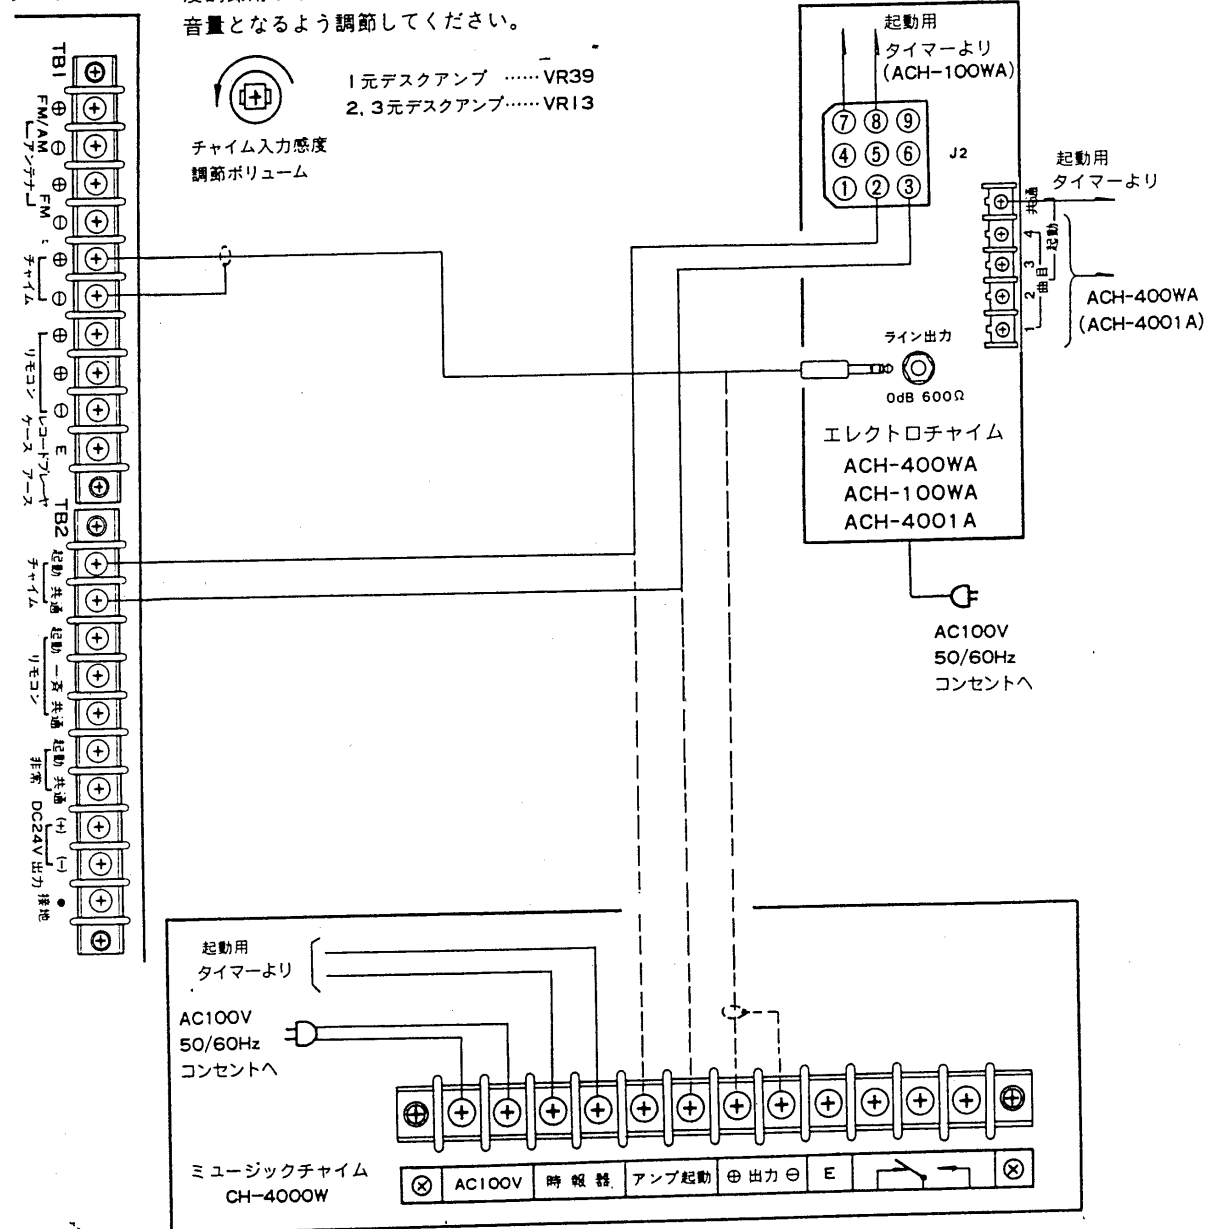 音量となるよう調節してください。
1元デスクアンプ ……VR39
2, 3元デスクアンプ……VR13
チャイム入力感度
調節ボリューム
TB1
FM/AM
アンテナ
FM
⊕
⊖
⊕
⊖
チャイム
⊕
⊖
リモコン
⊕
⊕
⊖
レコードプレーヤ
ケース アース
E
TB2
チャイム
起動 共通
リモコン
起動 一斉 共通
非常
起動 共通
DC24V 出力
(+)
(-)
接地
起動用
タイマーより
(ACH-100WA)
⑦ ⑧ ⑨
④ ⑤ ⑥
① ② ③
J2
起動用
タイマーより
共通
起動
4
3
曲目
2
1
ACH-400WA
(ACH-4001A)
ライン出力
0dB 600Ω
エレクトロチャイム
ACH-400WA
ACH-100WA
ACH-4001A
AC100V
50/60Hz
コンセントへ
起動用
タイマーより
AC100V
50/60Hz
コンセントへ
ミュージックチャイム
CH-4000W
AC100V
時報器
アンプ起動
⊕ 出力 ⊖
E